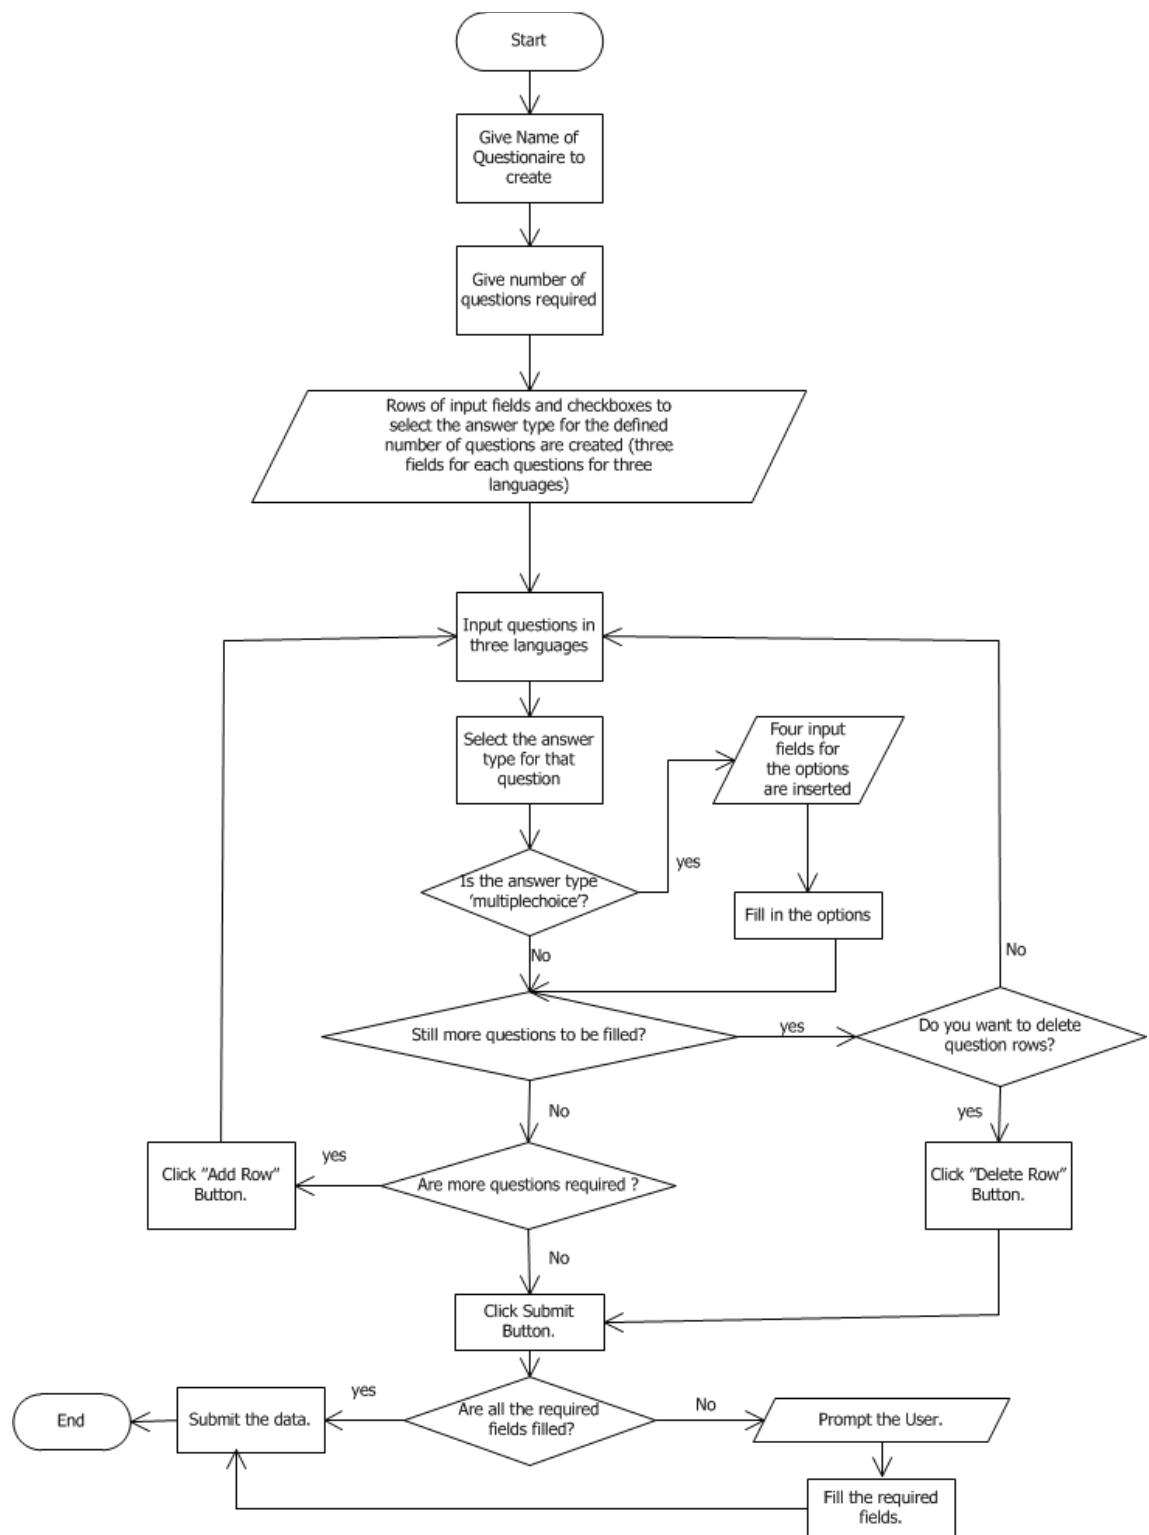 Start
Give Name of
Questionaire to
create
Give number of
questions required
Rows of input fields and checkboxes to
select the answer type for the defined
number of questions are created (three
fields for each questions for three
languages)
Input questions in
three languages
Select the answer
type for that
question
Four input
fields for
the options
are inserted
yes
Is the answer type
'multiplechoice'?
Fill in the options
No
No
Still more questions to be filled?
yes
Do you want to delete
question rows?
No
yes
Click "Add Row"
Button.
yes
Are more questions required ?
Click "Delete Row"
Button.
No
Click Submit
Button.
End
Submit the data.
yes
Are all the required
fields filled?
No
Prompt the User.
Fill the required
fields.